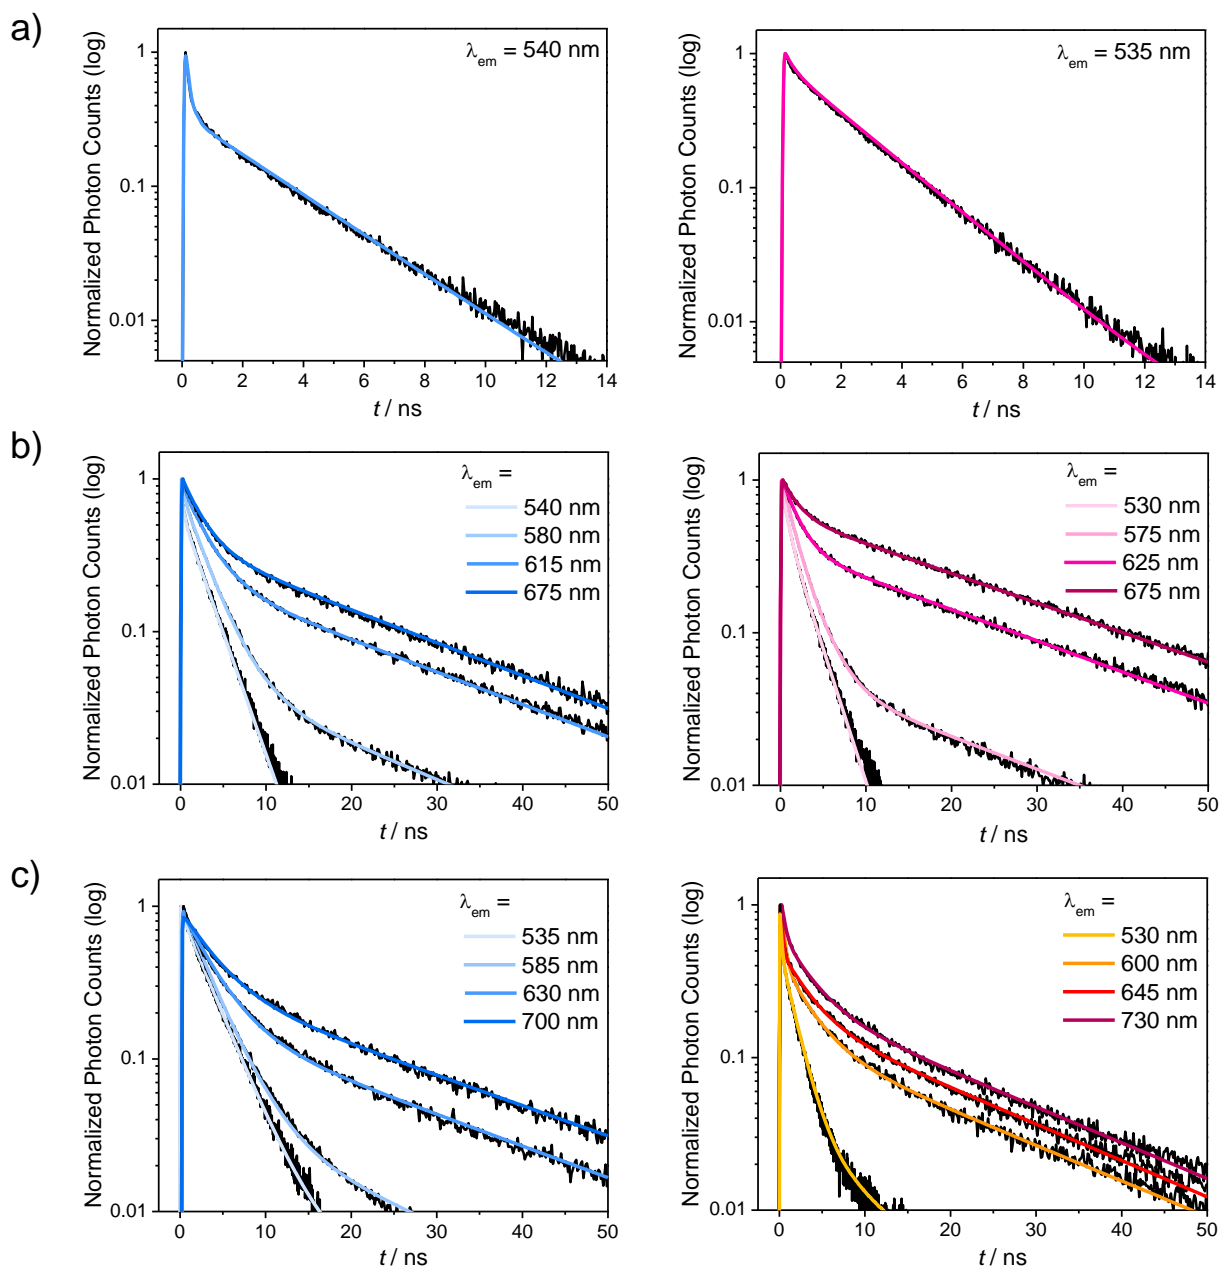 a)
λem = 540 nm
Normalized Photon Counts (log)
1
0.1
0.01
0 2 4 6 8 10 12 14
t / ns
λem = 535 nm
Normalized Photon Counts (log)
1
0.1
0.01
0 2 4 6 8 10 12 14
t / ns
b)
λem =
540 nm
580 nm
615 nm
675 nm
Normalized Photon Counts (log)
1
0.1
0.01
0 10 20 30 40 50
t / ns
λem =
530 nm
575 nm
625 nm
675 nm
Normalized Photon Counts (log)
1
0.1
0.01
0 10 20 30 40 50
t / ns
c)
λem =
535 nm
585 nm
630 nm
700 nm
Normalized Photon Counts (log)
1
0.1
0.01
0 10 20 30 40 50
t / ns
λem =
530 nm
600 nm
645 nm
730 nm
Normalized Photon Counts (log)
1
0.1
0.01
0 10 20 30 40 50
t / ns